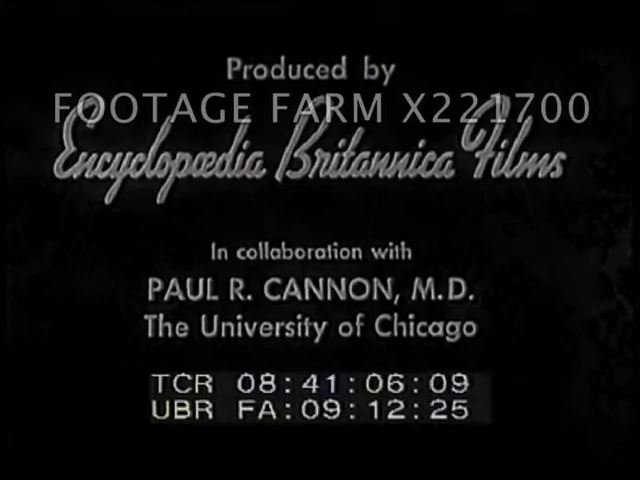 Produced by
FOOTAGE FARM X221700
Encyclopædia Britannica Films
In collaboration with
PAUL R. CANNON, M.D.
The University of Chicago
TCR 08:41:06:09
UBR FA:09:12:25